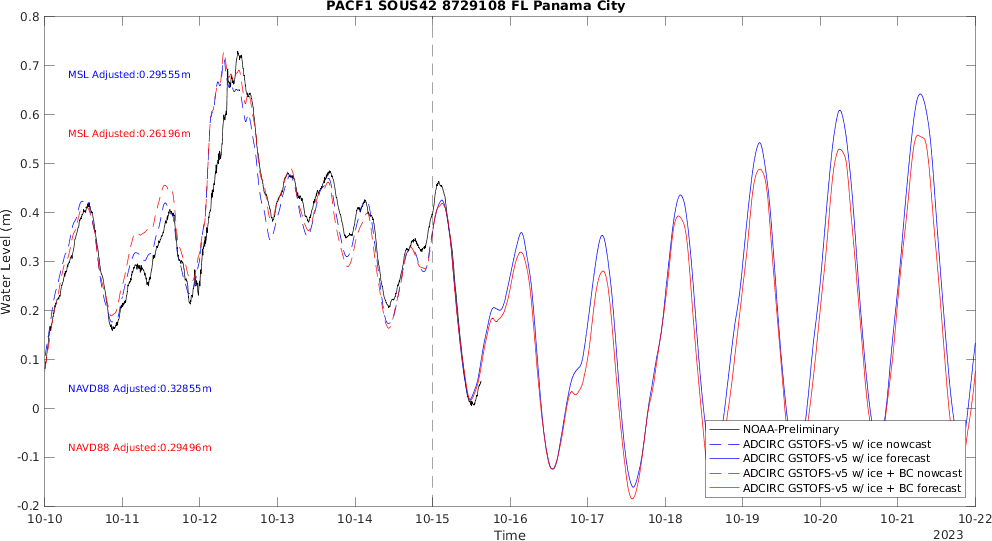 PACF1 SOUS42 8729108 FL Panama City
0.8
0.7
0.6
0.5
0.4
0.3
0.2
0.1
0
-0.1
-0.2
Water Level (m)
MSL Adjusted:0.29555m
MSL Adjusted:0.26196m
NAVD88 Adjusted:0.32855m
NAVD88 Adjusted:0.29496m
NOAA-Preliminary
ADCIRC GSTOFS-v5 w/ ice nowcast
ADCIRC GSTOFS-v5 w/ ice forecast
ADCIRC GSTOFS-v5 w/ ice + BC nowcast
ADCIRC GSTOFS-v5 w/ ice + BC forecast
10-10 10-11 10-12 10-13 10-14 10-15 10-16 10-17 10-18 10-19 10-20 10-21 10-22
Time
2023